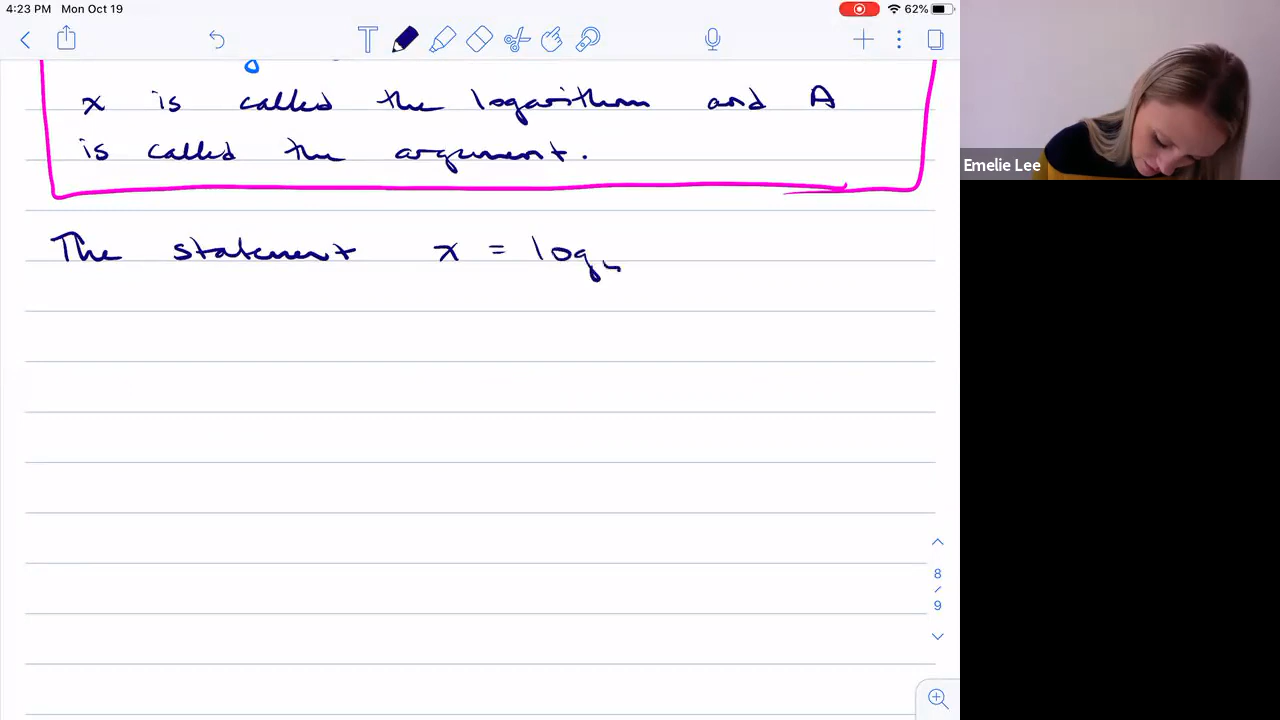 4:23 PM Mon Oct 19
62%
T
x is called the logarithm and A
is called the argument.
Emelie Lee
The statement x = log
8
9